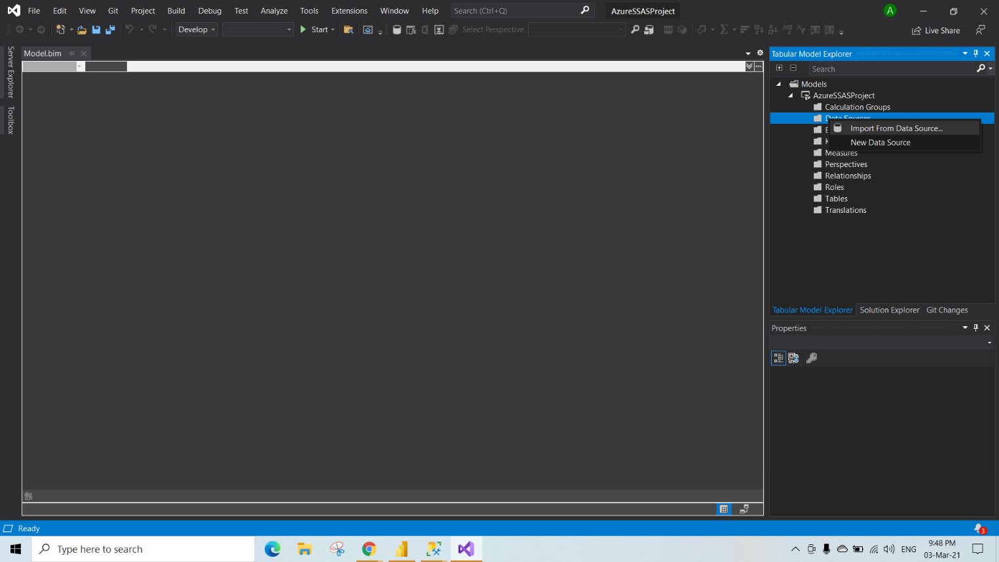 File Edit View Git Project Build Debug Test Analyze Tools Extensions Window Help Search (Ctrl+Q) AzureSSASProject A
Develop Start Select Perspective Live Share
Server Explorer
Toolbox
Model.bim
Tabular Model Explorer
Search
Models
AzureSSASProject
Calculation Groups
Data Sources
Import From Data Source...
New Data Source
Measures
Perspectives
Relationships
Roles
Tables
Translations
Tabular Model Explorer Solution Explorer Git Changes
Properties
Ready 3
Type here to search ENG 9:48 PM
03-Mar-21